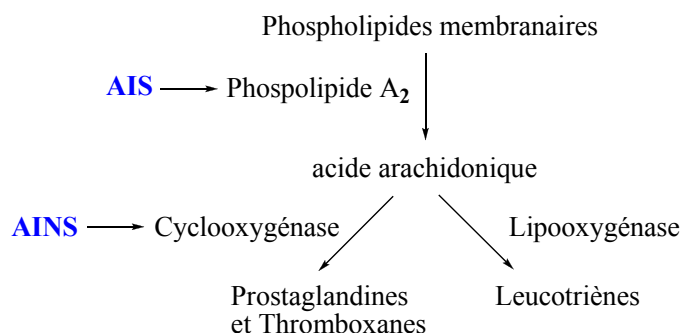 Phospholipides membranaires
AIS Phospolipide A2
acide arachidonique
AINS Cyclooxygénase Lipooxygénase
Prostaglandines Leucotriènes
et Thromboxanes